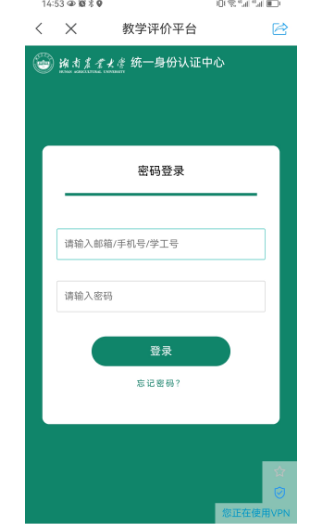 14:53
教学评价平台
湖南農業大学 统一身份认证中心
HUNAN AGRICULTURAL UNIVERSITY
密码登录
请输入邮箱/手机号/学工号
请输入密码
登录
忘记密码?
您正在使用VPN